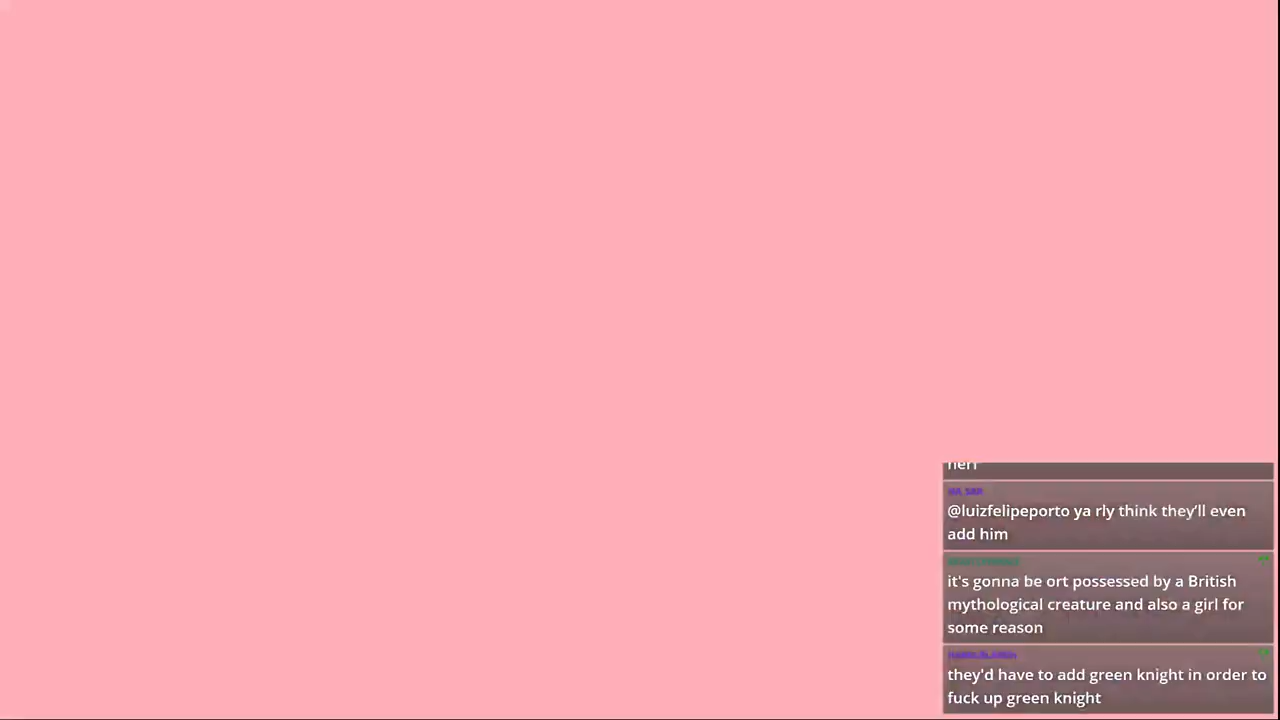 @luizfelipeporto ya rly think they’ll even
add him
it's gonna be ort possessed by a British
mythological creature and also a girl for
some reason
they'd have to add green knight in order to
fuck up green knight